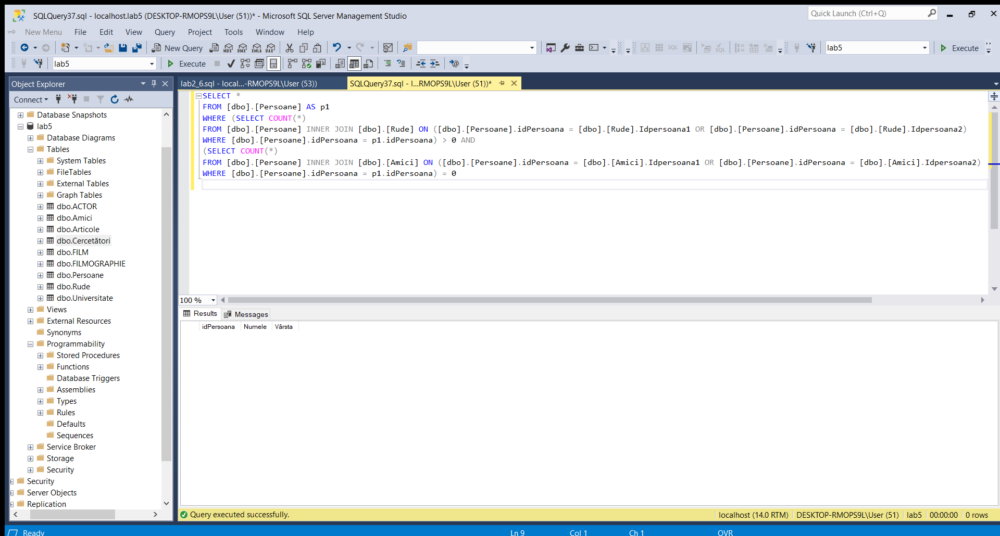 SQLQuery37.sql - localhost.lab5 (DESKTOP-RMOPS9L\User (51))* - Microsoft SQL Server Management Studio
Quick Launch (Ctrl+Q)
New Menu File Edit View Query Project Tools Window Help
New Query MDX DMX XMLA DAX SQL SQL lab5 Execute
lab5 Execute
Object Explorer
Connect
Database Snapshots
lab5
Database Diagrams
Tables
System Tables
FileTables
External Tables
Graph Tables
dbo.ACTOR
dbo.Amici
dbo.Articole
dbo.Cercetători
dbo.FILM
dbo.FILMOGRAPHIE
dbo.Persoane
dbo.Rude
dbo.Universitate
Views
External Resources
Synonyms
Programmability
Stored Procedures
Functions
Database Triggers
Assemblies
Types
Rules
Defaults
Sequences
Service Broker
Storage
Security
Security
Server Objects
Replication
lab2_6.sql - local...-RMOPS9L\User (53))
SQLQuery37.sql - l...RMOPS9L\User (51))*
SELECT *
FROM [dbo].[Persoane] AS p1
WHERE (SELECT COUNT(*)
FROM [dbo].[Persoane] INNER JOIN [dbo].[Rude] ON ([dbo].[Persoane].idPersoana = [dbo].[Rude].Idpersoana1 OR [dbo].[Persoane].idPersoana = [dbo].[Rude].Idpersoana2)
WHERE [dbo].[Persoane].idPersoana = p1.idPersoana) > 0 AND
(SELECT COUNT(*)
FROM [dbo].[Persoane] INNER JOIN [dbo].[Amici] ON ([dbo].[Persoane].idPersoana = [dbo].[Amici].Idpersoana1 OR [dbo].[Persoane].idPersoana = [dbo].[Amici].Idpersoana2)
WHERE [dbo].[Persoane].idPersoana = p1.idPersoana) = 0
100 %
Results Messages
idPersoana Numele Vârsta
Query executed successfully.
localhost (14.0 RTM) DESKTOP-RMOPS9L\User (51) lab5 00:00:00 0 rows
Ready Ln 9 Col 1 Ch 1 OVR